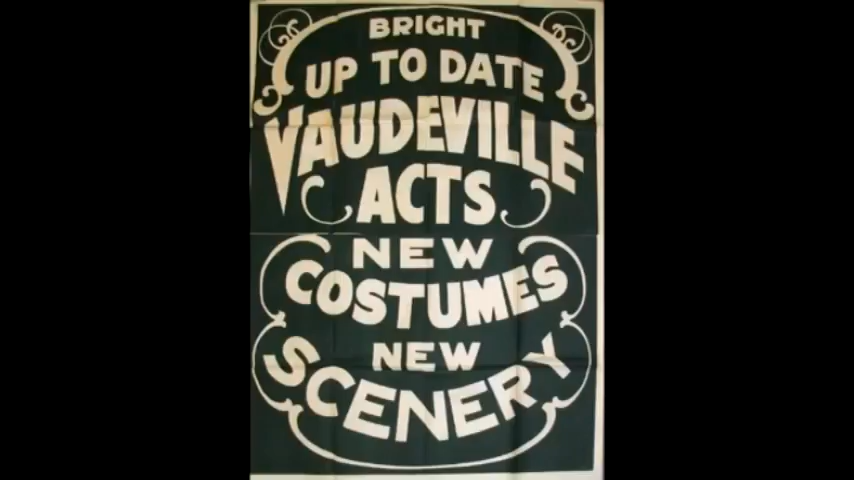 BRIGHT
UP TO DATE
VAUDEVILLE
ACTS
NEW
COSTUMES
NEW
SCENERY